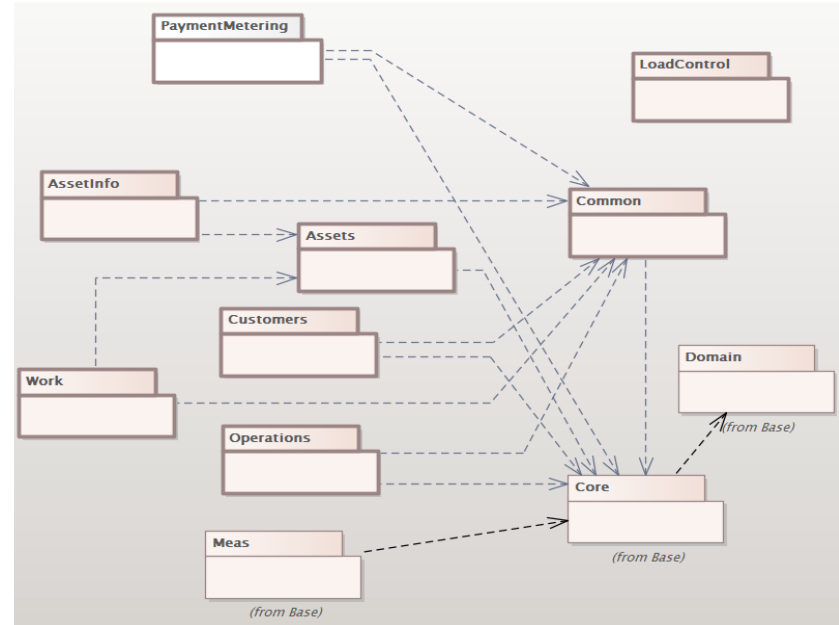 PaymentMetering
LoadControl
AssetInfo
Common
Assets
Customers
Domain
(from Base)
Work
Operations
Core
(from Base)
Meas
(from Base)